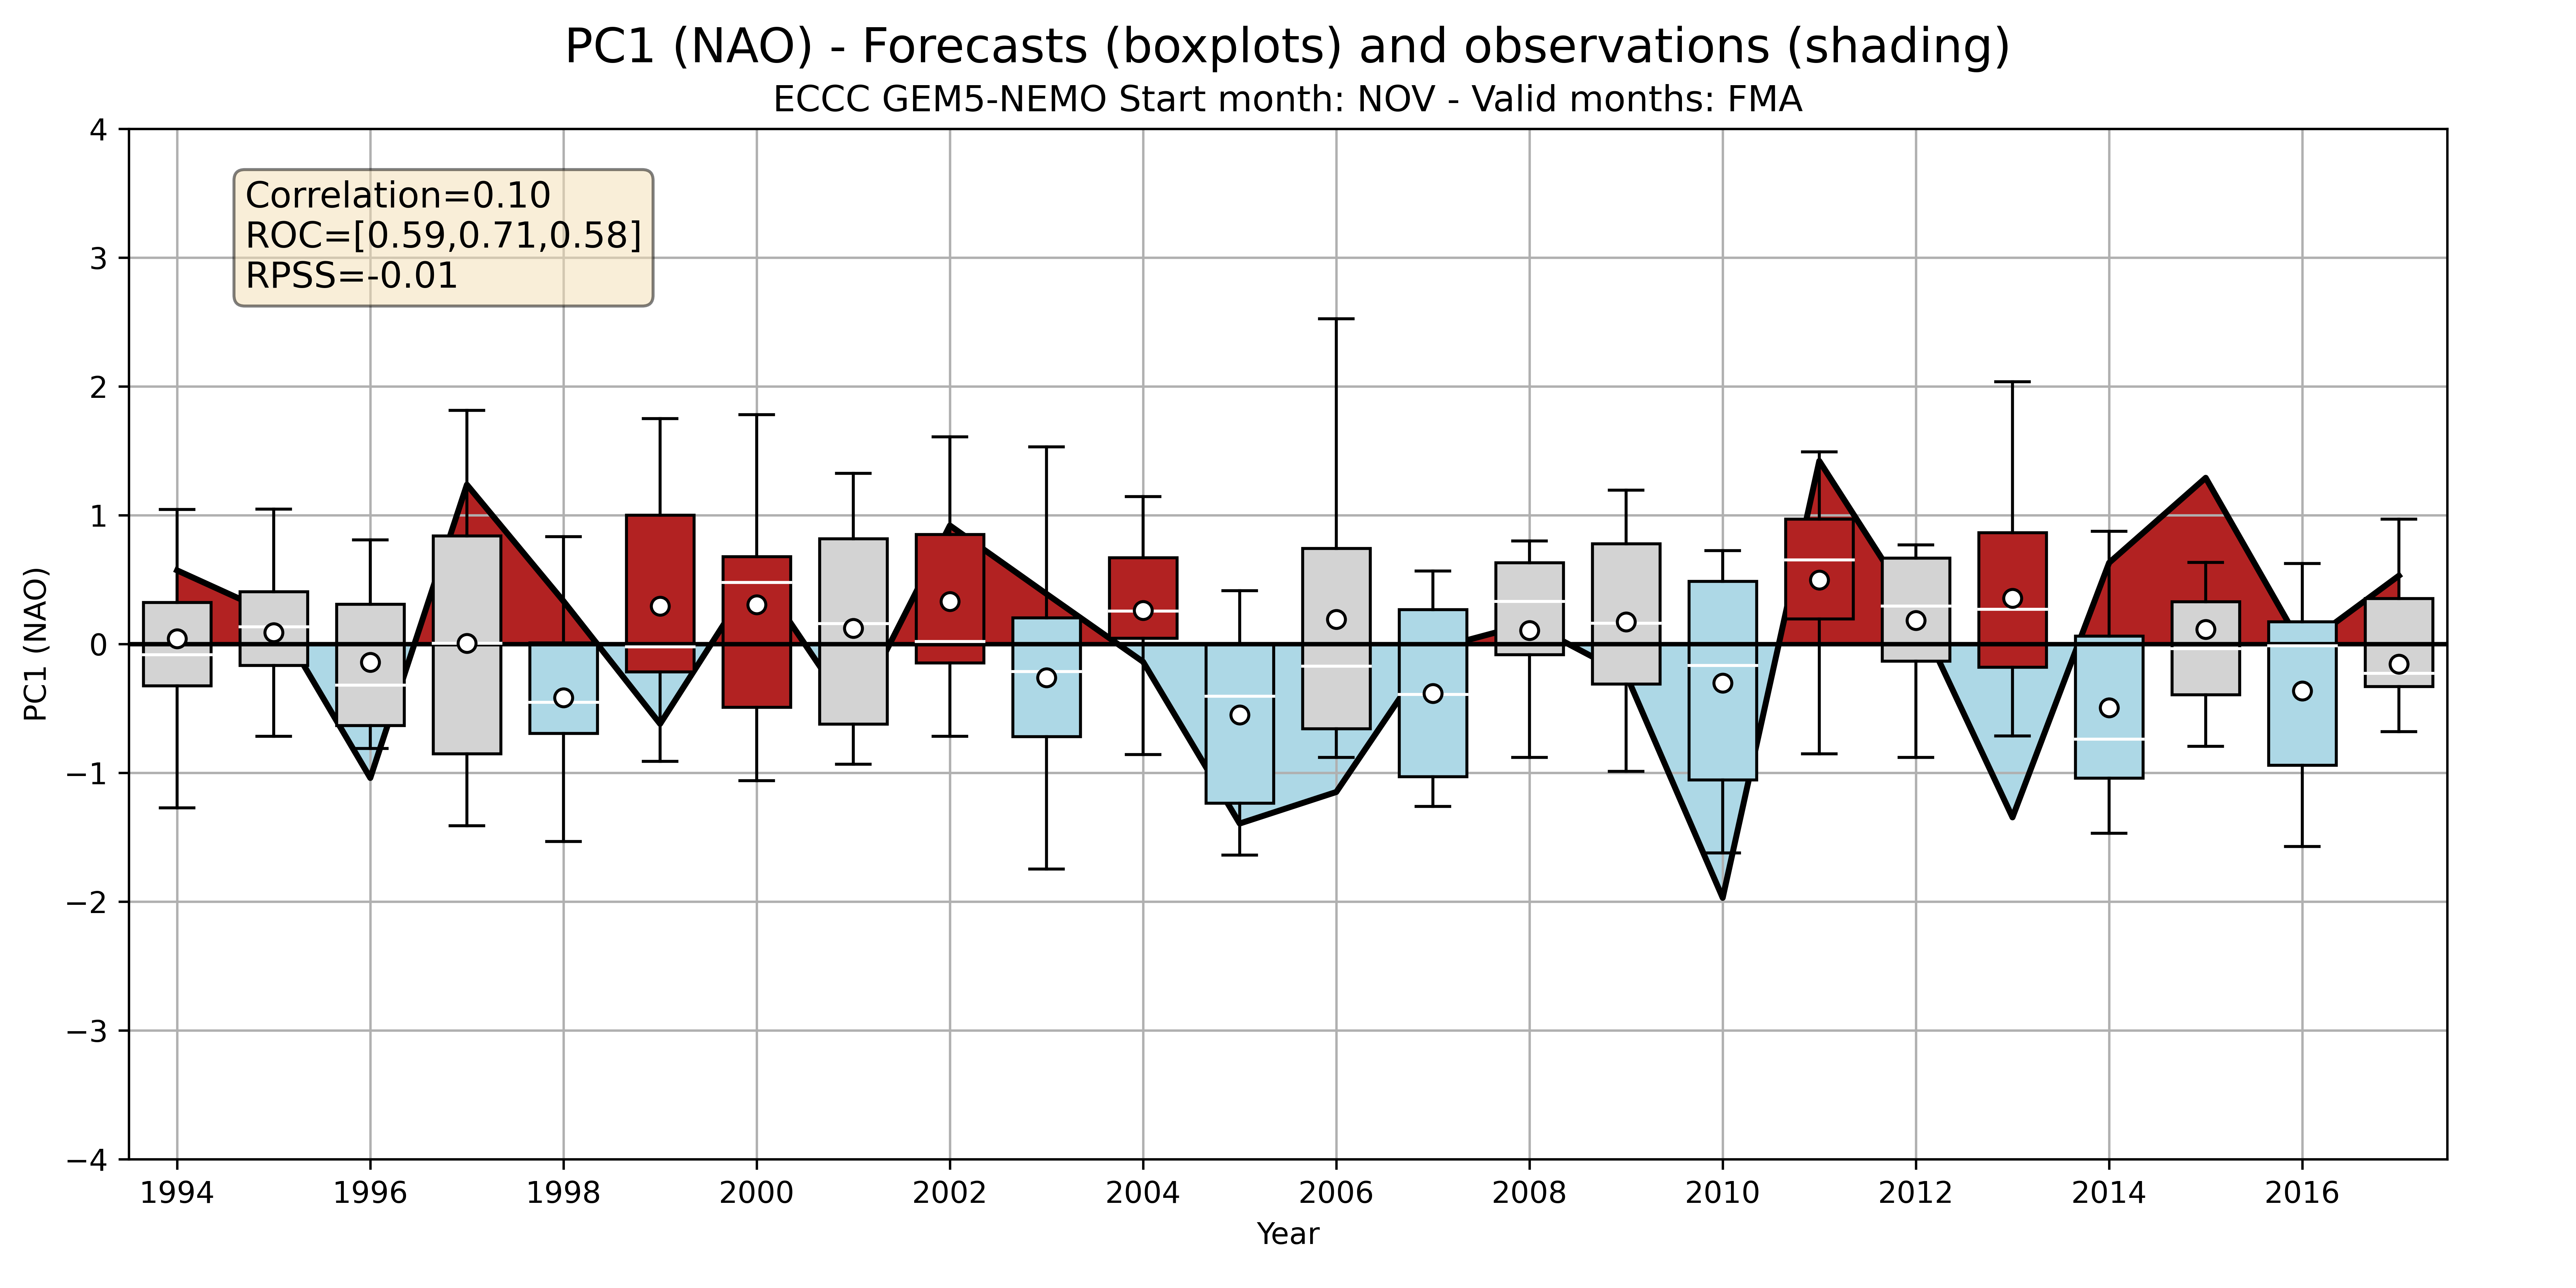 PC1 (NAO) - Forecasts (boxplots) and observations (shading)
ECCC GEM5-NEMO Start month: NOV - Valid months: FMA
Correlation=0.10
ROC=[0.59,0.71,0.58]
RPSS=-0.01
PC1 (NAO)
4
3
2
1
0
−1
−2
−3
−4
1994 1996 1998 2000 2002 2004 2006 2008 2010 2012 2014 2016
Year